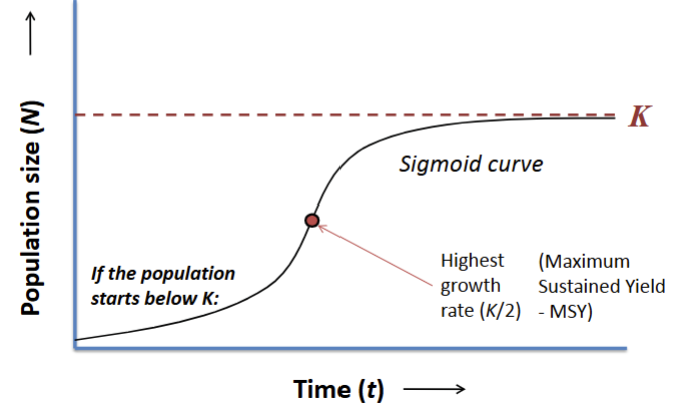 Population size (N)
K
Sigmoid curve
If the population
starts below K:
Highest
growth
rate (K/2)
(Maximum
Sustained Yield
- MSY)
Time (t)